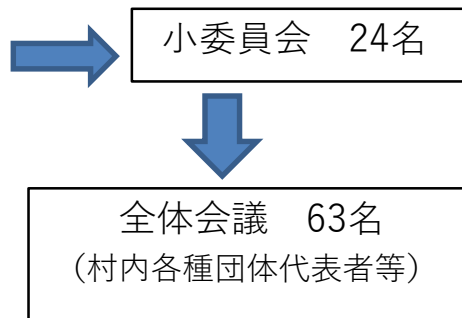 小委員会　24名
全体会議　63名
（村内各種団体代表者等）